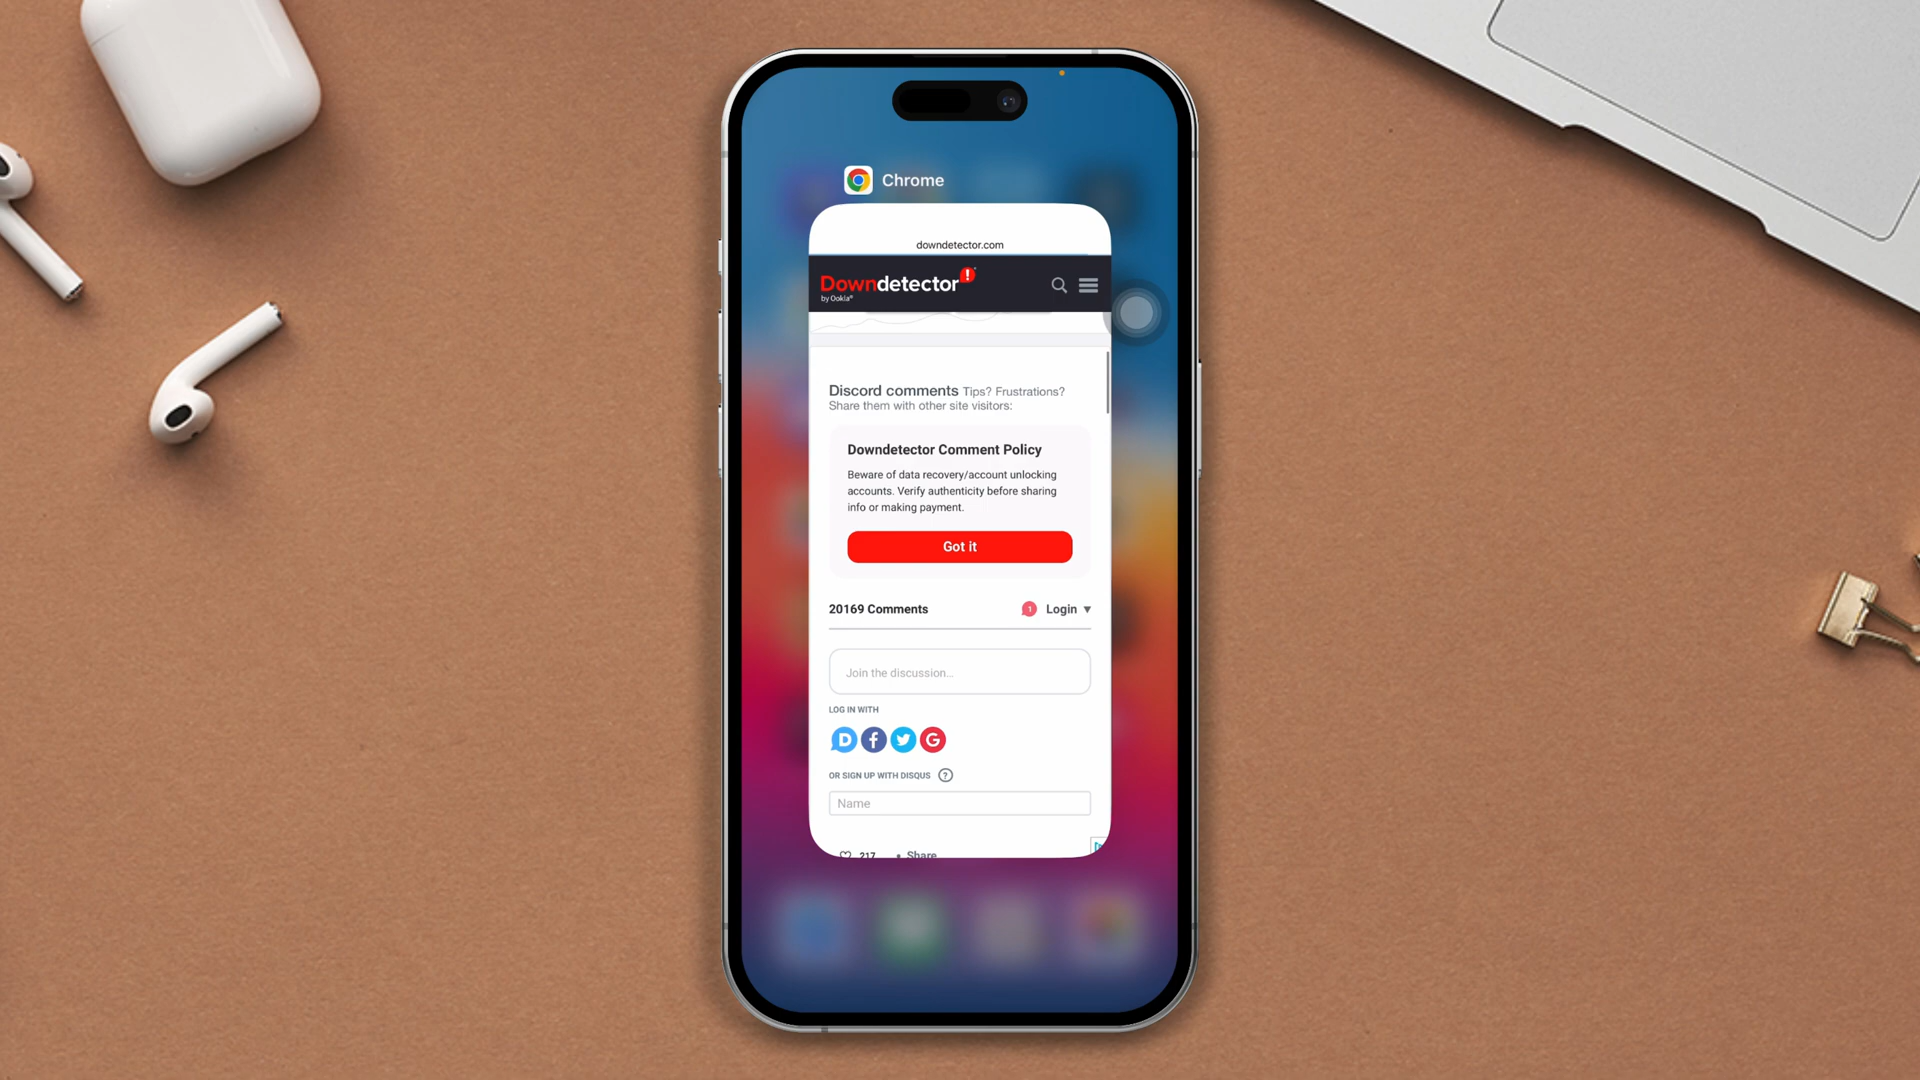 Chrome
downdetector.com
Downdetector!
by Ookla®
Discord comments Tips? Frustrations?
Share them with other site visitors:
Downdetector Comment Policy
Beware of data recovery/account unlocking
accounts. Verify authenticity before sharing
info or making payment.
Got it
20169 Comments 1 Login ▼
Join the discussion...
LOG IN WITH
D f G
OR SIGN UP WITH DISQUS ?
Name
217 • Share